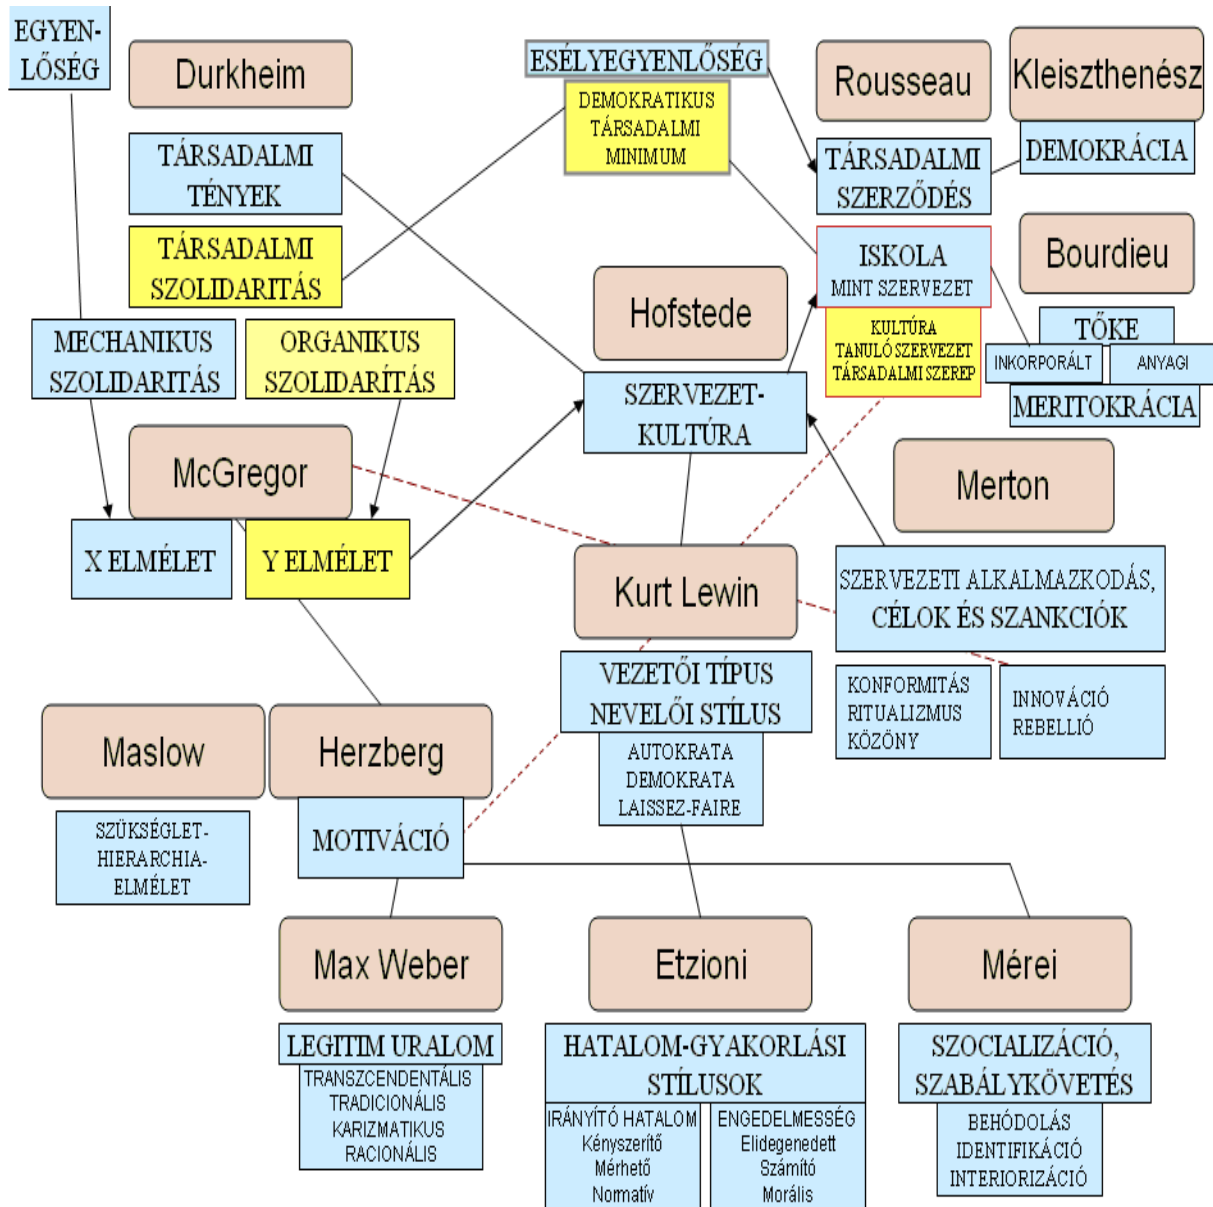 EGYEN-
LŐSÉG
Durkheim
TÁRSADALMI
TÉNYEK
TÁRSADALMI
SZOLIDARITÁS
MECHANIKUS
SZOLIDARITÁS
ORGANIKUS
SZOLIDARÍTÁS
ESÉLYEGYENLŐSÉG
DEMOKRATIKUS
TÁRSADALMI
MINIMUM
Rousseau
TÁRSADALMI
SZERZŐDÉS
Kleiszthenész
DEMOKRÁCIA
ISKOLA
MINT SZERVEZET
KULTÚRA
TANULÓ SZERVEZET
TÁRSADALMI SZEREP
Bourdieu
TŐKE
INKORPORÁLT
ANYAGI
MERITOKRÁCIA
Hofstede
SZERVEZET-
KULTÚRA
McGregor
X ELMÉLET
Y ELMÉLET
Merton
SZERVEZETI ALKALMAZKODÁS,
CÉLOK ÉS SZANKCIÓK
KONFORMITÁS
RITUALIZMUS
KÖZÖNY
INNOVÁCIÓ
REBELLIÓ
Kurt Lewin
VEZETŐI TÍPUS
NEVELŐI STÍLUS
AUTOKRATA
DEMOKRATA
LAISSEZ-FAIRE
Maslow
SZÜKSÉGLET-
HIERARCHIA-
ELMÉLET
Herzberg
MOTIVÁCIÓ
Max Weber
LEGITIM URALOM
TRANSZCENDENTÁLIS
TRADICIONÁLIS
KARIZMATIKUS
RACIONÁLIS
Etzioni
HATALOM-GYAKORLÁSI
STÍLUSOK
IRÁNYÍTÓ HATALOM
Kényszerítő
Mérhető
Normatív
ENGEDELMESSÉG
Elidegenedett
Számító
Morális
Mérei
SZOCIALIZÁCIÓ,
SZABÁLYKÖVETÉS
BEHÓDOLÁS
IDENTIFIKÁCIÓ
INTERIORIZÁCIÓ